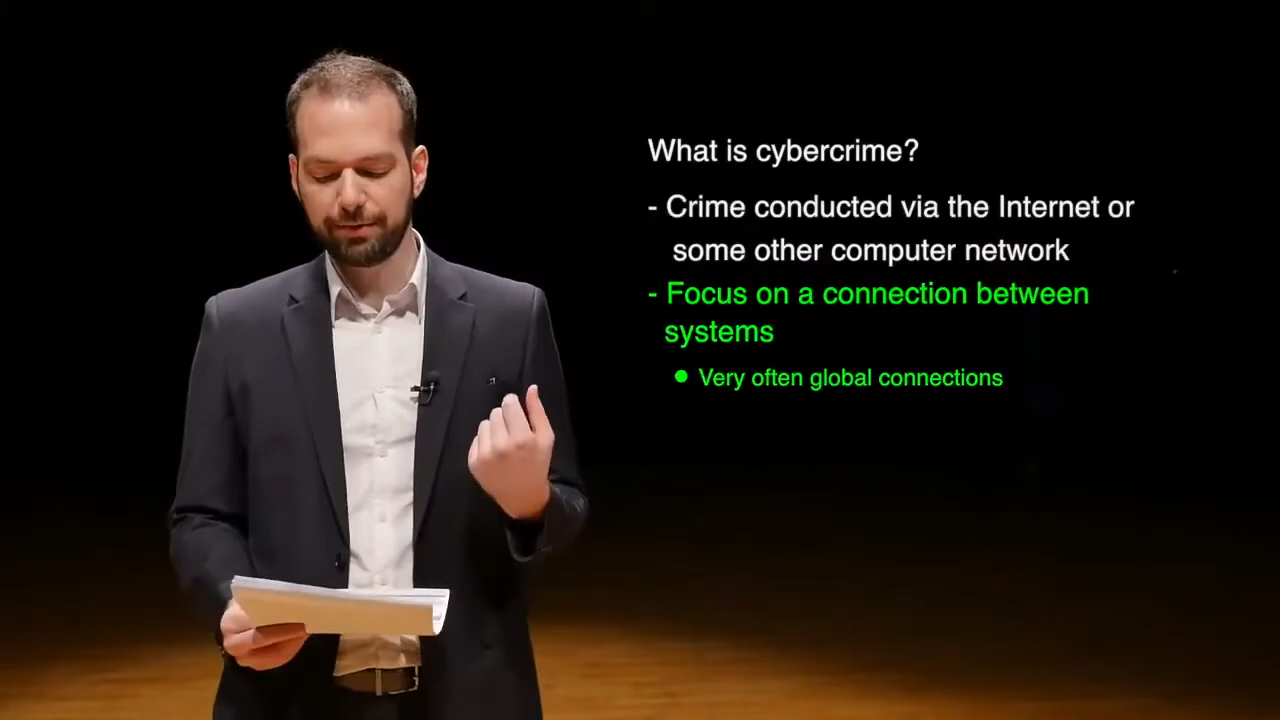 What is cybercrime?
- Crime conducted via the Internet or
some other computer network
- Focus on a connection between
systems
● Very often global connections